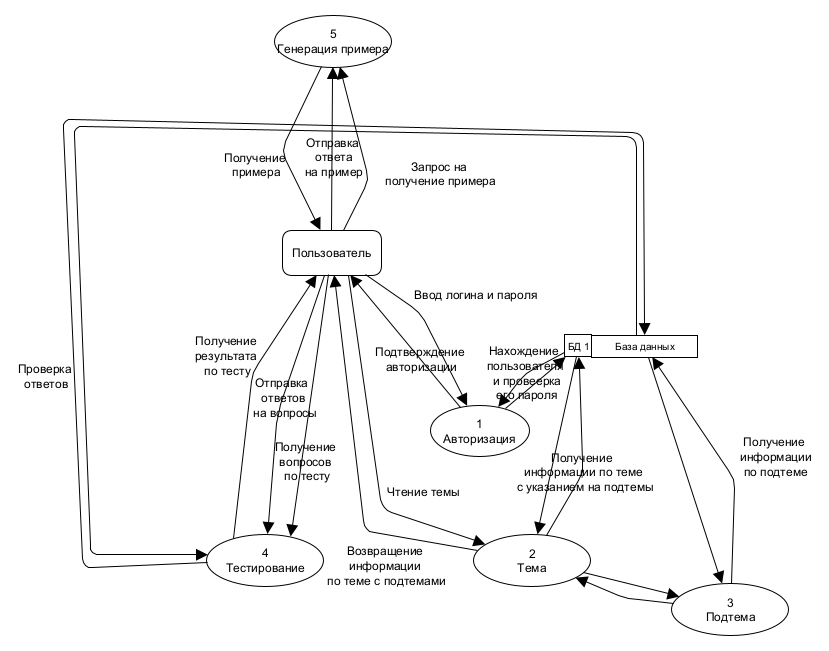 5
Генерация примера
Получение
примера
Отправка
ответа
на пример
Запрос на
получение примера
Пользователь
Ввод логина и пароля
БД 1
База данных
Получение
результата
по тесту
Подтверждение
авторизации
Нахождение
пользователя
и провеерка
его пароля
Проверка
ответов
Отправка
ответов
на вопросы
1
Авторизация
Получение
вопросов
по тесту
Получение
информации по теме
с указанием на подтемы
Получение
информации
по подтеме
Чтение темы
4
Тестирование
Возвращение
информации
по теме с подтемами
2
Тема
3
Подтема